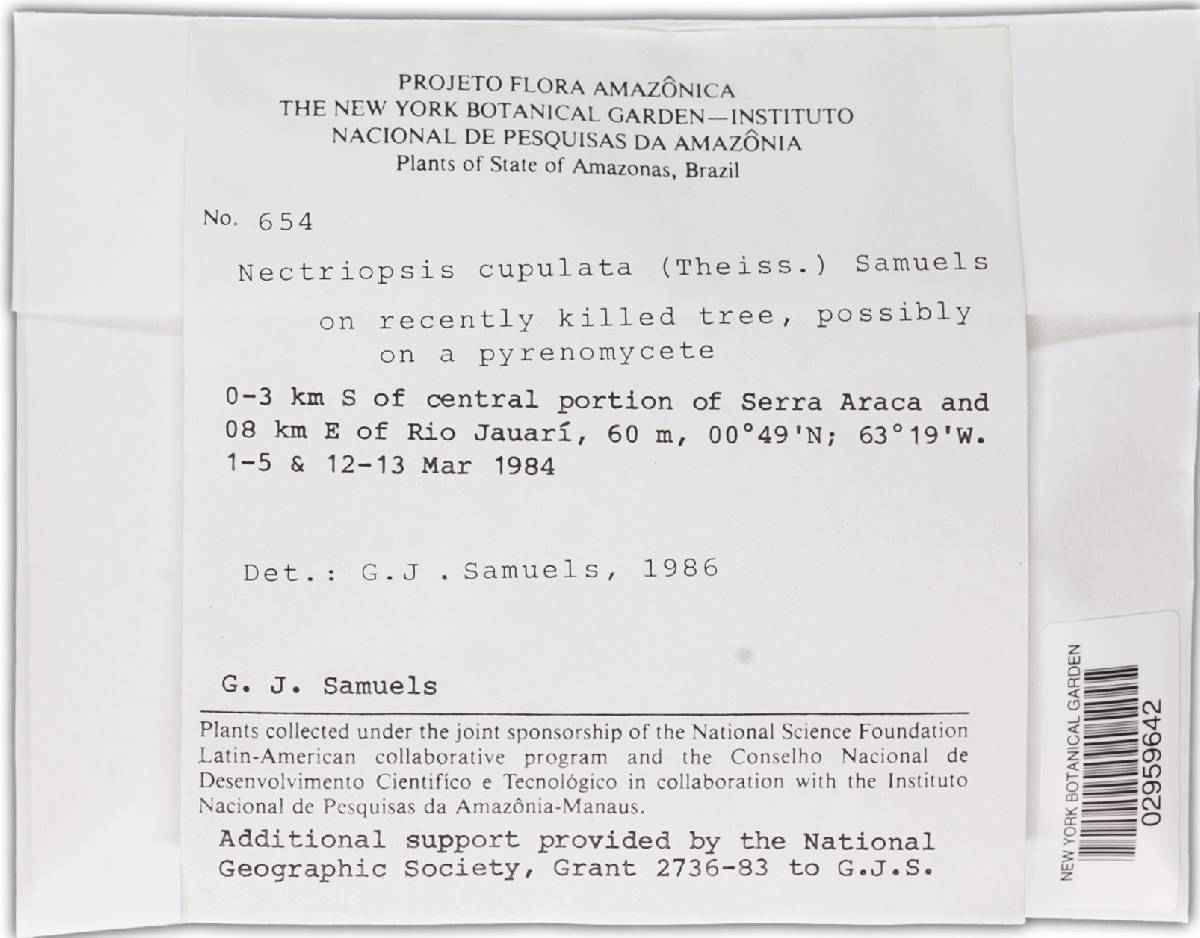 PROJETO FLORA AMAZÔNICA
THE NEW YORK BOTANICAL GARDEN—INSTITUTO
NACIONAL DE PESQUISAS DA AMAZÔNIA
Plants of State of Amazonas, Brazil
No. 654
Nectriopsis cupulata (Theiss.) Samuels
on recently killed tree, possibly
on a pyrenomycete
0-3 km S of central portion of Serra Araca and
08 km E of Rio Jauarí, 60 m, 00°49'N; 63°19'W.
1-5 & 12-13 Mar 1984
Det.: G.J . Samuels, 1986
G. J. Samuels
Plants collected under the joint sponsorship of the National Science Foundation
Latin-American collaborative program and the Conselho Nacional de
Desenvolvimento Científico e Tecnológico in collaboration with the Instituto
Nacional de Pesquisas da Amazônia-Manaus.
Additional support provided by the National
Geographic Society, Grant 2736-83 to G.J.S.
NEW YORK BOTANICAL GARDEN
02959642